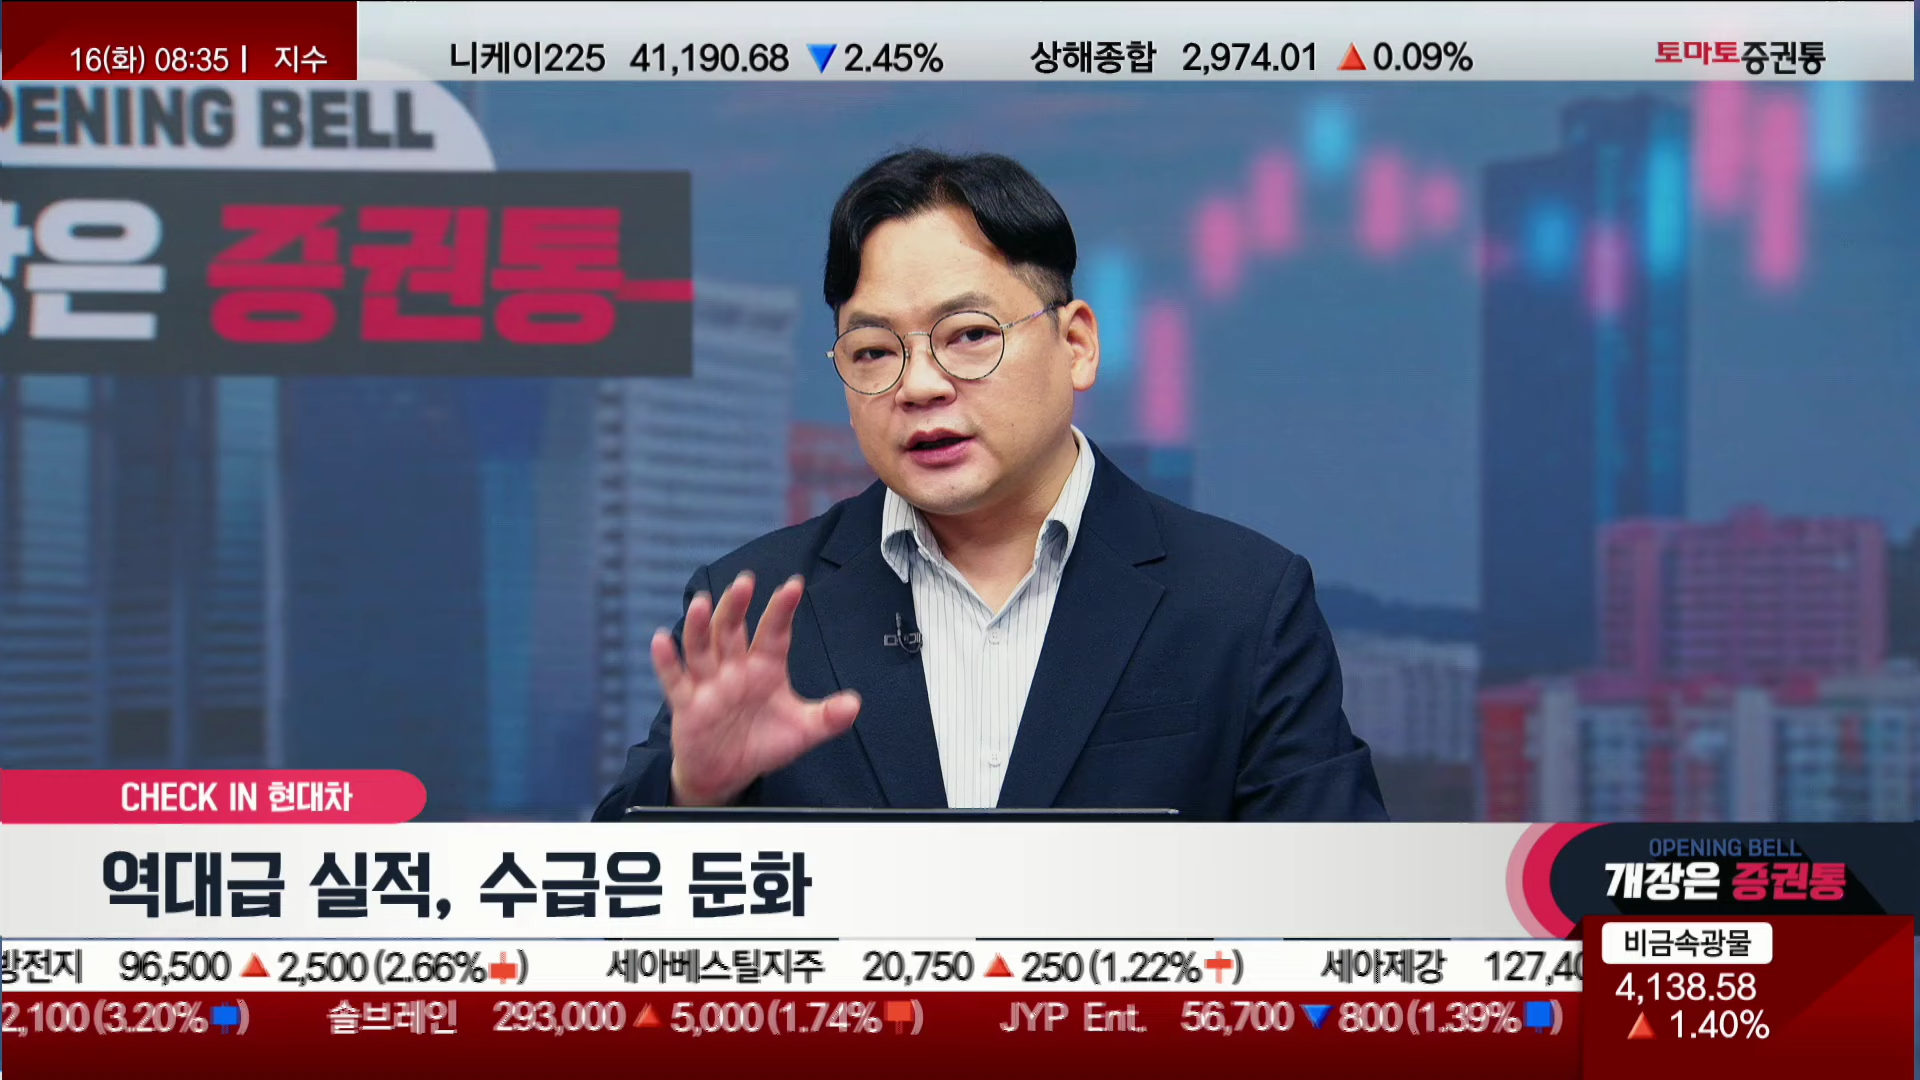 16(화) 08:35 | 지수 니케이225 41,190.68 ▼2.45% 상해종합 2,974.01 ▲0.09% 토마토증권통
PENING BELL
은 증권통
CHECK IN 현대차
역대급 실적, 수급은 둔화
OPENING BELL
개장은 증권통
방전지 96,500 ▲2,500(2.66%) 세아베스틸지주 20,750 ▲250(1.22%) 세아제강 127,40
비금속광물
4,138.58
▲1.40%
2,100(3.20%) 솔브레인 293,000 ▲5,000(1.74%) JYP Ent. 56,700 ▼800(1.39%)